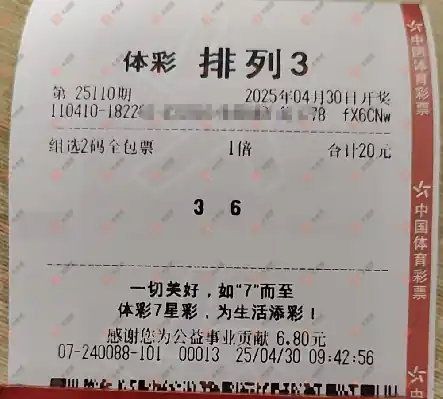 体彩 排列3
第 25110期 2025年04月30日开奖
110410-1822 78 fX6CNw
组选2码全包票 1倍 合计20元
3 6
一切美好，如“7”而至
体彩7星彩，为生活添彩！
感谢您为公益事业贡献 6.80元
07-240088-101 00013 25/04/30 09:42:56
中国体育彩票
中国体育彩票